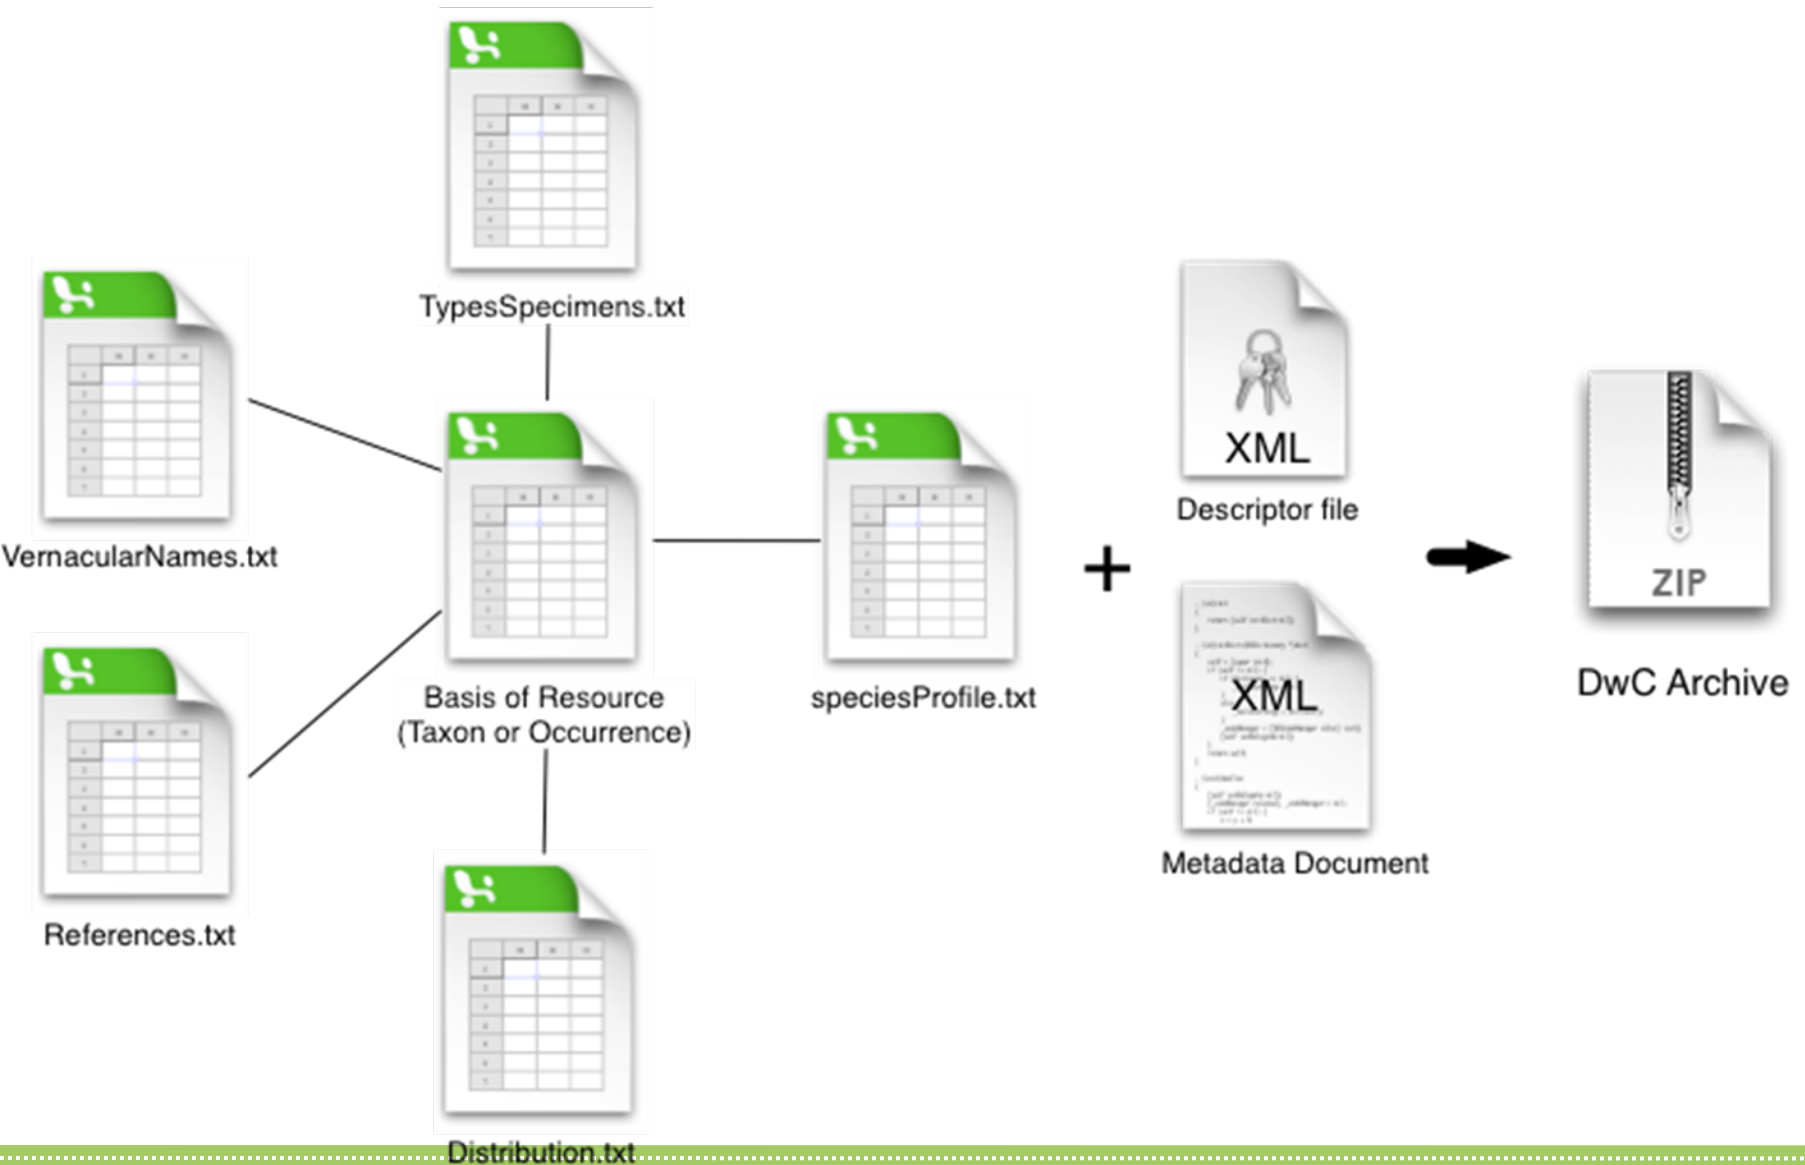 TypesSpecimens.txt
VernacularNames.txt
XML
Descriptor file
ZIP
DwC Archive
Basis of Resource
(Taxon or Occurrence)
speciesProfile.txt
XML
Metadada Document
References.txt
Distribution.txt